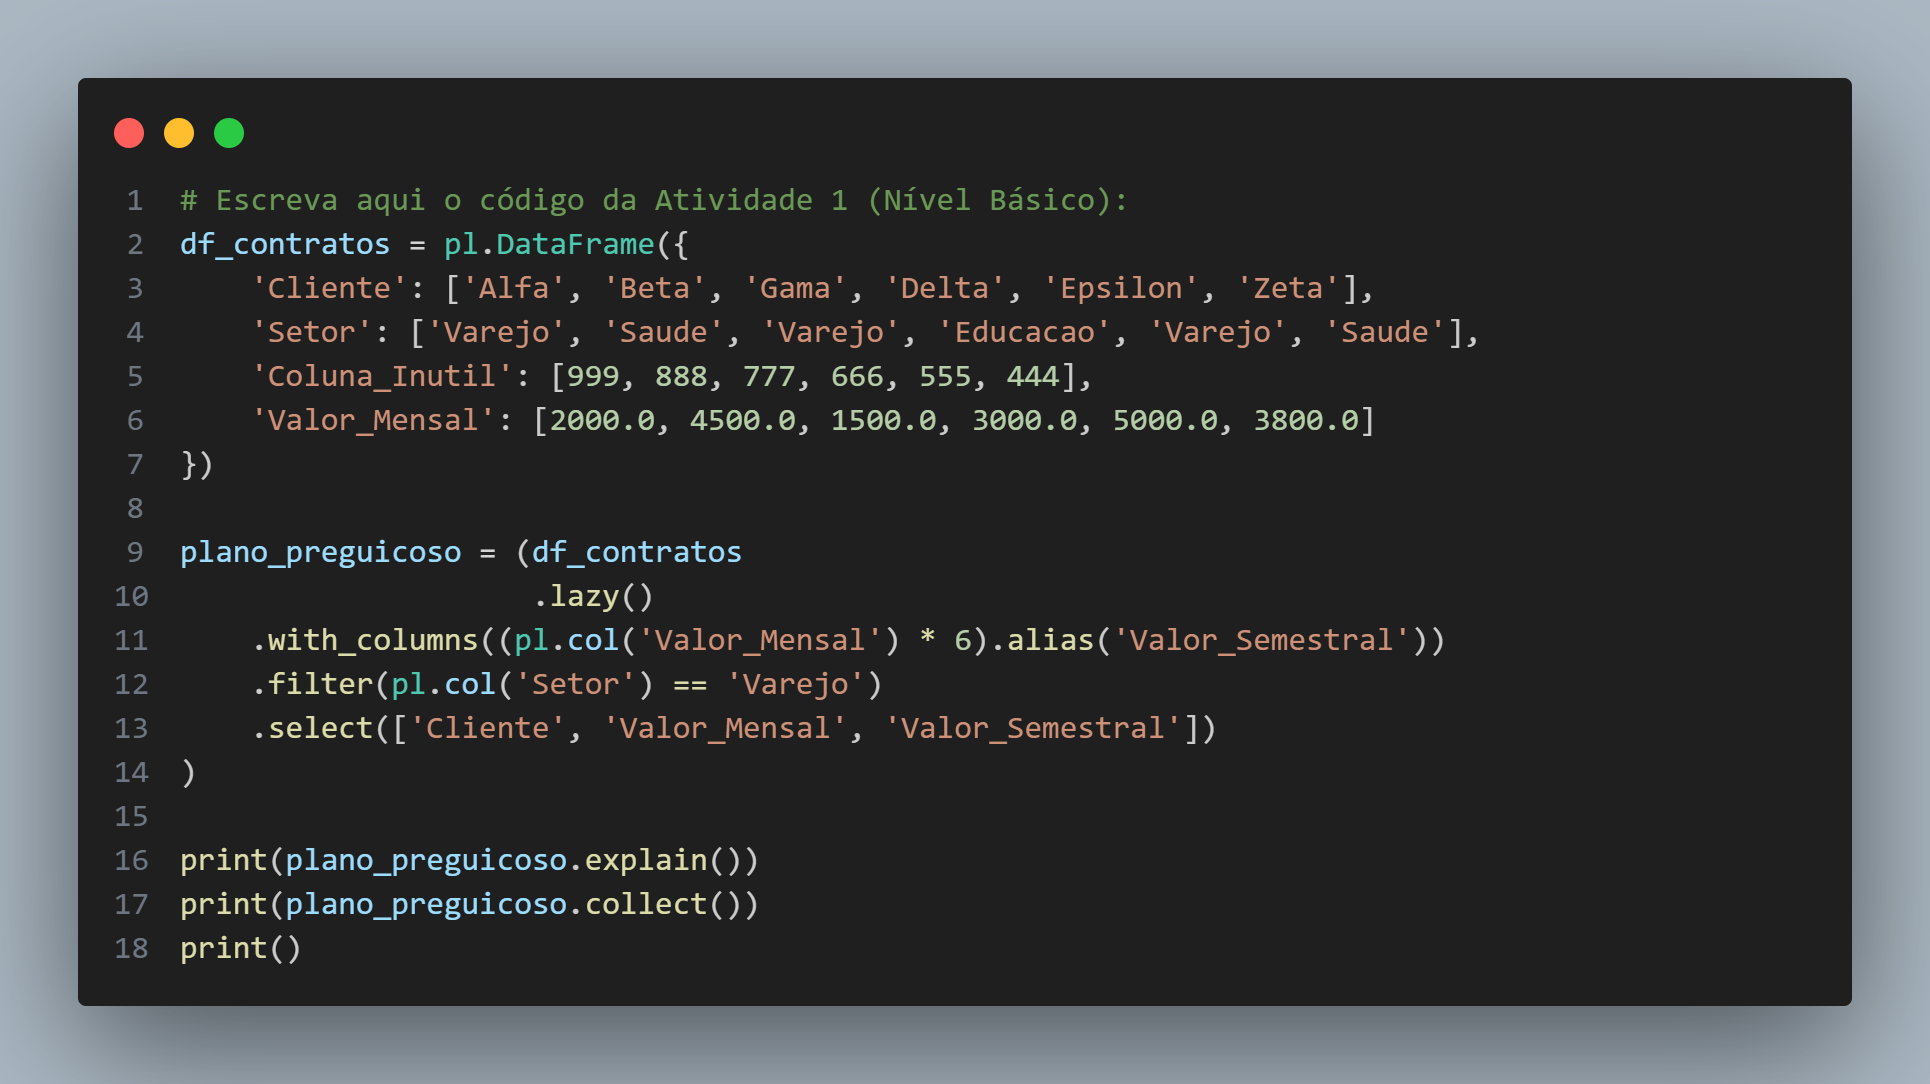 1 # Escreva aqui o código da Atividade 1 (Nível Básico):
2 df_contratos = pl.DataFrame({
3     'Cliente': ['Alfa', 'Beta', 'Gama', 'Delta', 'Epsilon', 'Zeta'],
4     'Setor': ['Varejo', 'Saude', 'Varejo', 'Educacao', 'Varejo', 'Saude'],
5     'Coluna_Inutil': [999, 888, 777, 666, 555, 444],
6     'Valor_Mensal': [2000.0, 4500.0, 1500.0, 3000.0, 5000.0, 3800.0]
7 })
8
9 plano_preguicoso = (df_contratos
10                     .lazy()
11     .with_columns((pl.col('Valor_Mensal') * 6).alias('Valor_Semestral'))
12     .filter(pl.col('Setor') == 'Varejo')
13     .select(['Cliente', 'Valor_Mensal', 'Valor_Semestral'])
14 )
15
16 print(plano_preguicoso.explain())
17 print(plano_preguicoso.collect())
18 print()